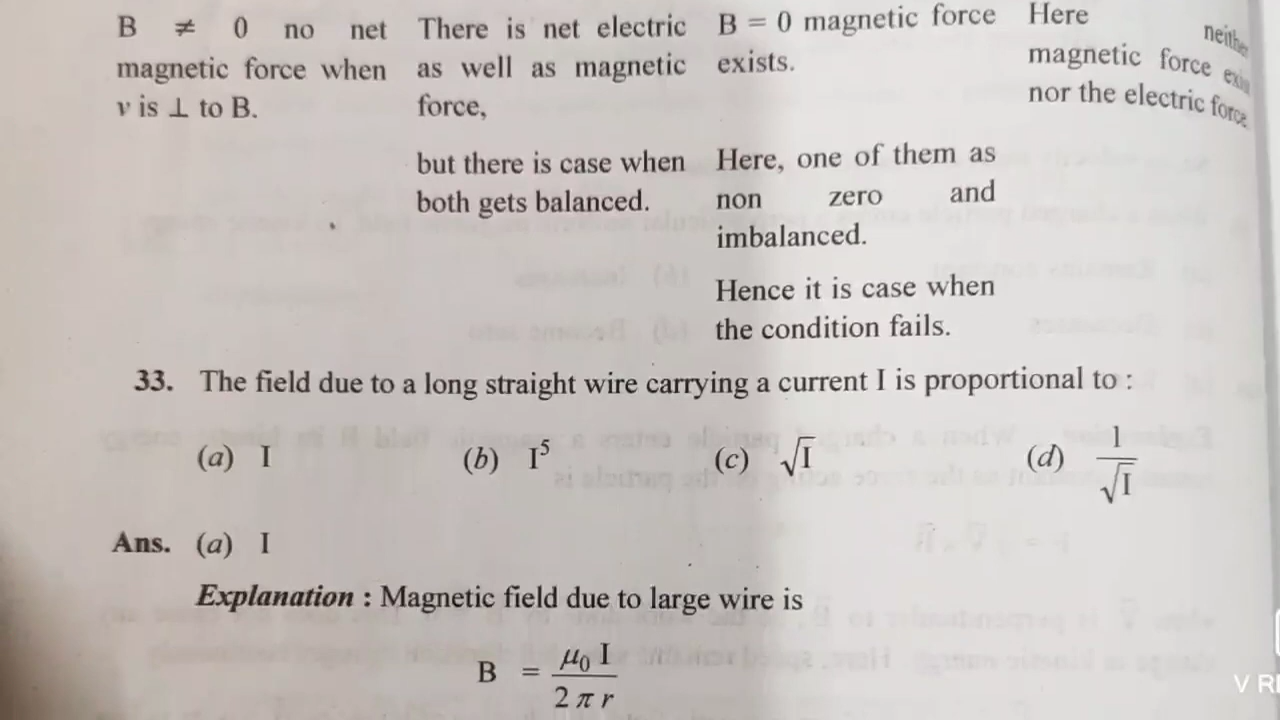 B ≠ 0 no net
magnetic force when
v is ⊥ to B.
There is net electric
as well as magnetic
force,
but there is case when
both gets balanced.
B = 0 magnetic force
exists.
Here, one of them as
non zero and
imbalanced.
Hence it is case when
the condition fails.
Here neither
magnetic force
nor the electric force
33. The field due to a long straight wire carrying a current I is proportional to :
(a) I (b) I⁵ (c) √I (d) 1/√I
Ans. (a) I
Explanation : Magnetic field due to large wire is
B = μ₀ I / 2 π r